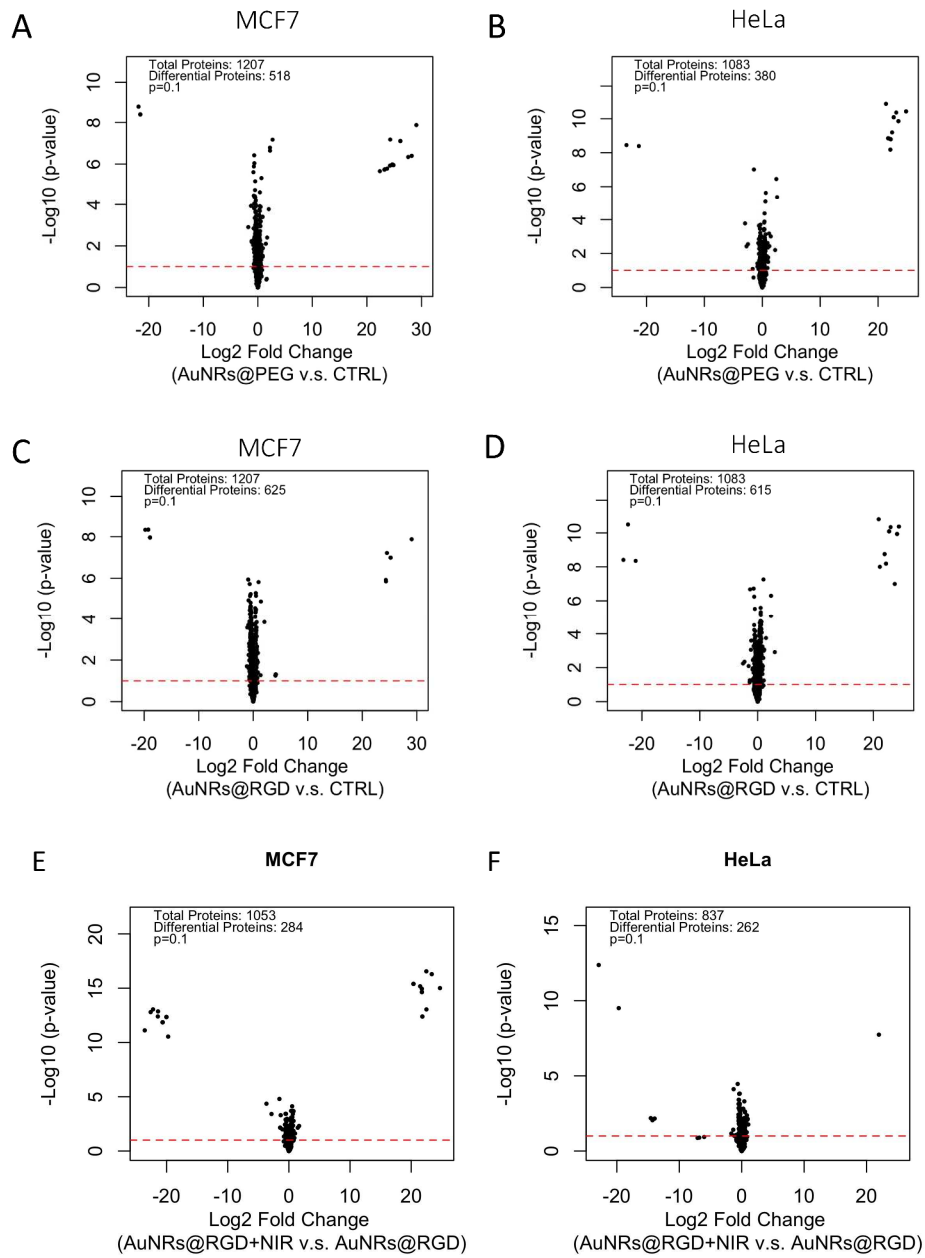 A
MCF7
Total Proteins: 1207
Differential Proteins: 518
p=0.1
-Log10 (p-value)
10
8
6
4
2
0
-20 -10 0 10 20 30
Log2 Fold Change
(AuNRs@PEG v.s. CTRL)
B
HeLa
Total Proteins: 1083
Differential Proteins: 380
p=0.1
-Log10 (p-value)
10
8
6
4
2
0
-20 -10 0 10 20
Log2 Fold Change
(AuNRs@PEG v.s. CTRL)
C
MCF7
Total Proteins: 1207
Differential Proteins: 625
p=0.1
-Log10 (p-value)
10
8
6
4
2
0
-20 -10 0 10 20 30
Log2 Fold Change
(AuNRs@RGD v.s. CTRL)
D
HeLa
Total Proteins: 1083
Differential Proteins: 615
p=0.1
-Log10 (p-value)
10
8
6
4
2
0
-20 -10 0 10 20
Log2 Fold Change
(AuNRs@RGD v.s. CTRL)
E
MCF7
Total Proteins: 1053
Differential Proteins: 284
p=0.1
-Log10 (p-value)
20
15
10
5
0
-20 -10 0 10 20
Log2 Fold Change
(AuNRs@RGD+NIR v.s. AuNRs@RGD)
F
HeLa
Total Proteins: 837
Differential Proteins: 262
p=0.1
-Log10 (p-value)
15
10
5
0
-20 -10 0 10 20
Log2 Fold Change
(AuNRs@RGD+NIR v.s. AuNRs@RGD)